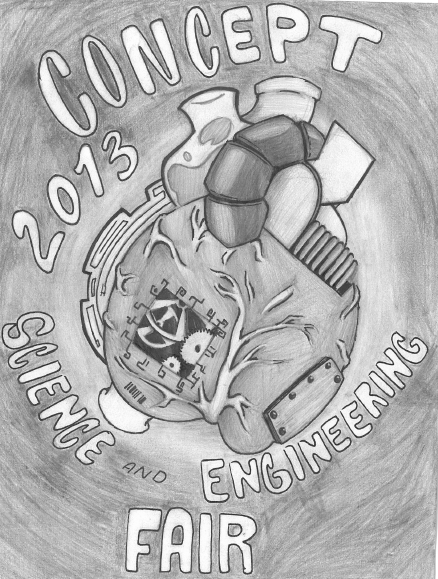 CONCEPT
2013
SCIENCE
AND
ENGINEERING
FAIR